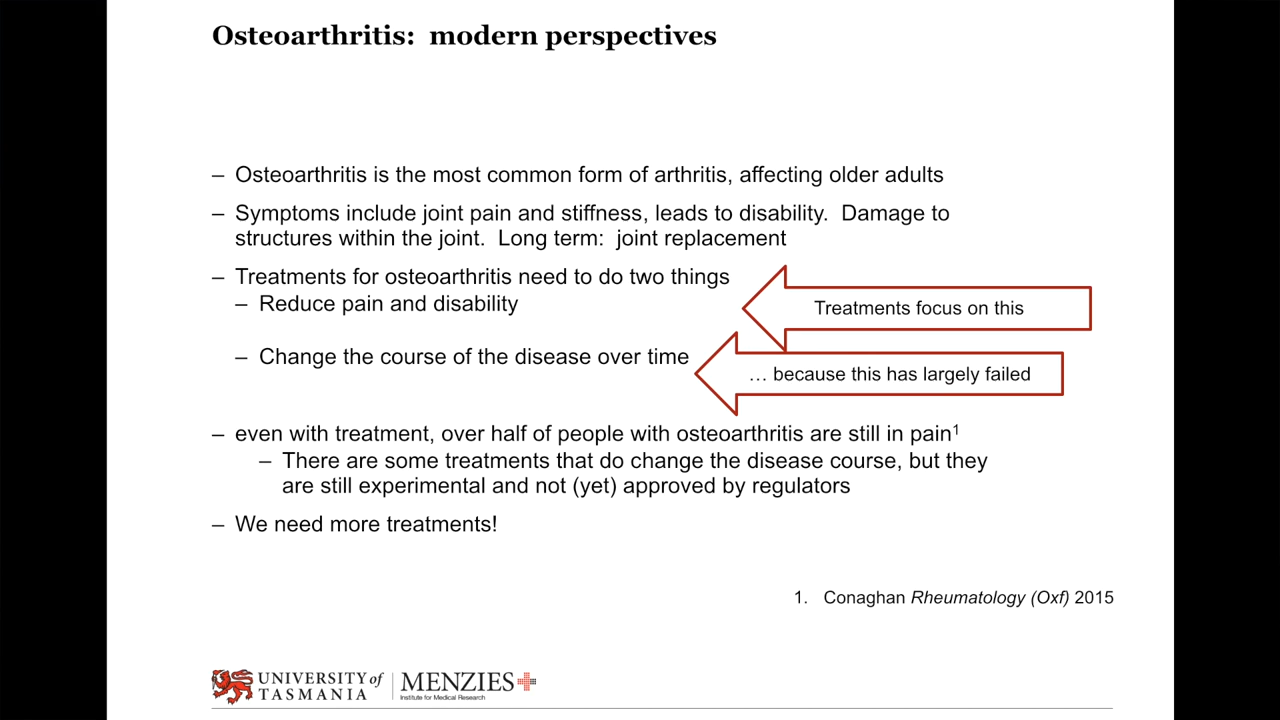 Osteoarthritis:  modern perspectives
– Osteoarthritis is the most common form of arthritis, affecting older adults
– Symptoms include joint pain and stiffness, leads to disability.  Damage to
structures within the joint.  Long term:  joint replacement
– Treatments for osteoarthritis need to do two things
– Reduce pain and disability
Treatments focus on this
– Change the course of the disease over time
… because this has largely failed
– even with treatment, over half of people with osteoarthritis are still in pain¹
– There are some treatments that do change the disease course, but they
are still experimental and not (yet) approved by regulators
– We need more treatments!
1. Conaghan Rheumatology (Oxf) 2015
UNIVERSITY of
TASMANIA
MENZIES
Institute for Medical Research